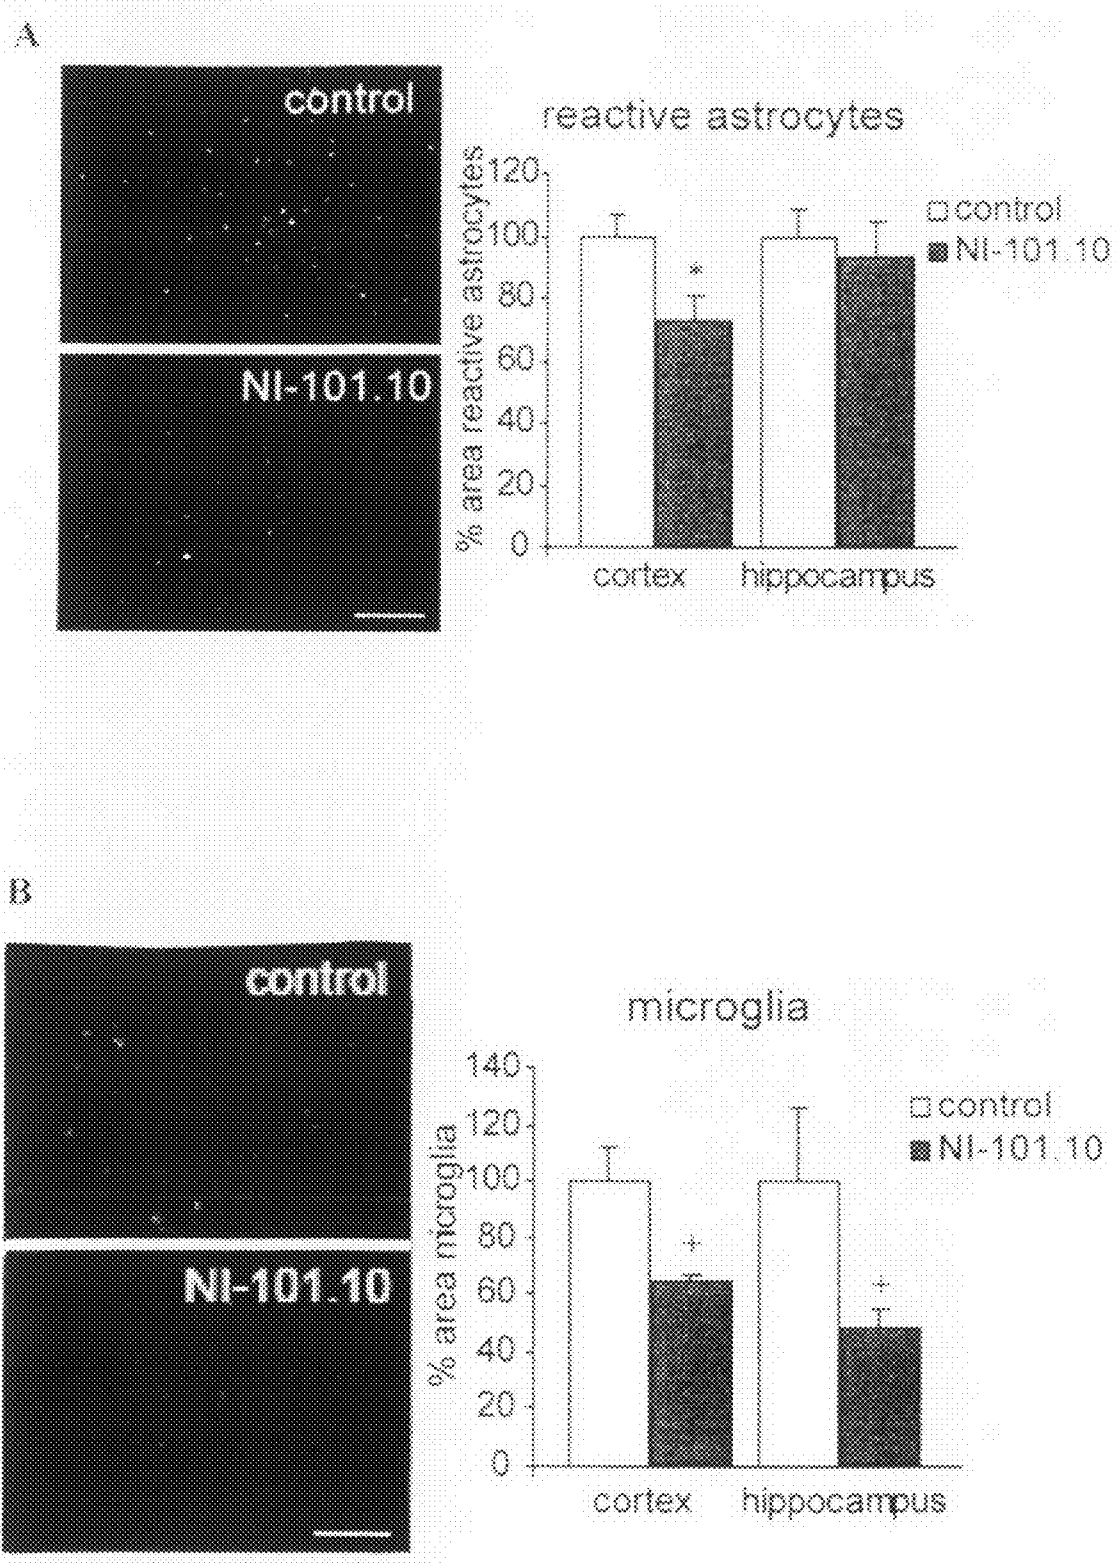 A
control
NI-101.10
reactive astrocytes
% area reactive astrocytes
120
100
80
60
40
20
0
*
cortex hippocampus
control
NI-101.10
B
control
NI-101.10
microglia
% area microglia
140
120
100
80
60
40
20
0
+
+
cortex hippocampus
control
NI-101.10